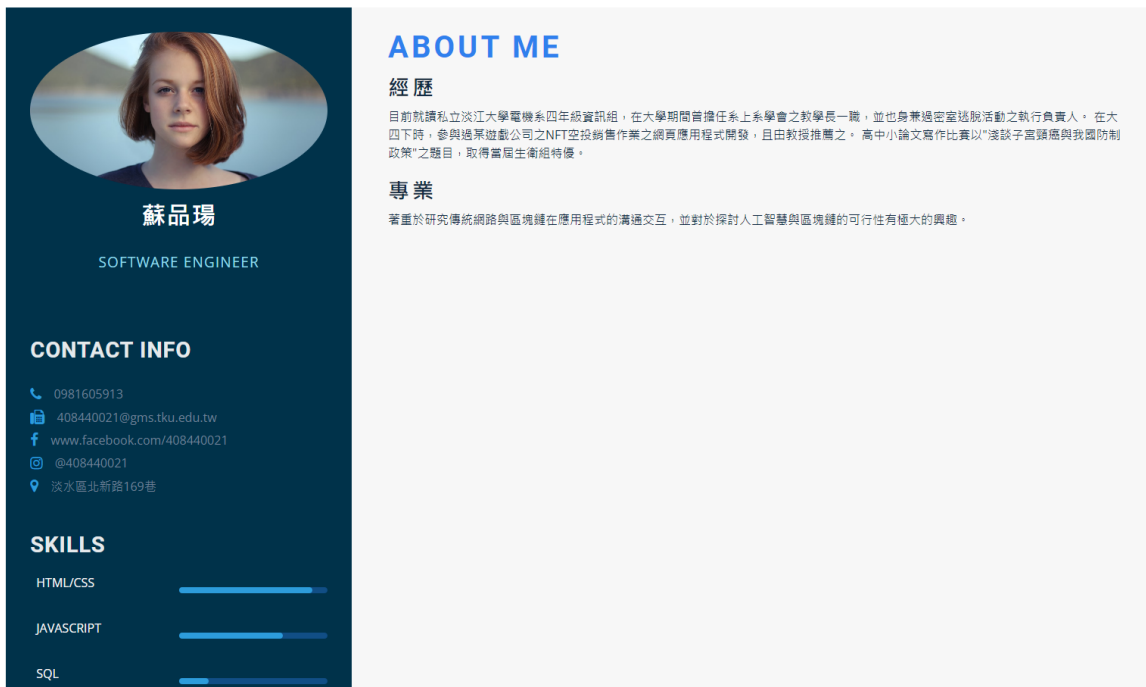 蘇品瑒
SOFTWARE ENGINEER
CONTACT INFO
0981605913
408440021@gms.tku.edu.tw
www.facebook.com/408440021
@408440021
淡水區北新路169巷
SKILLS
HTML/CSS
JAVASCRIPT
SQL
ABOUT ME
經歷
目前就讀私立淡江大學電機系四年級資訊組，在大學期間曾擔任系上系學會之教學長一職，並也身兼過密室逃脫活動之執行負責人。 在大
四下時，參與過某遊戲公司之NFT空投銷售作業之網頁應用程式開發，且由教授推薦之。 高中小論文寫作比賽以"淺談子宮頸癌與我國防制
政策"之題目，取得當屆生衛組特優。
專業
著重於研究傳統網路與區塊鏈在應用程式的溝通交互，並對於探討人工智慧與區塊鏈的可行性有極大的興趣。